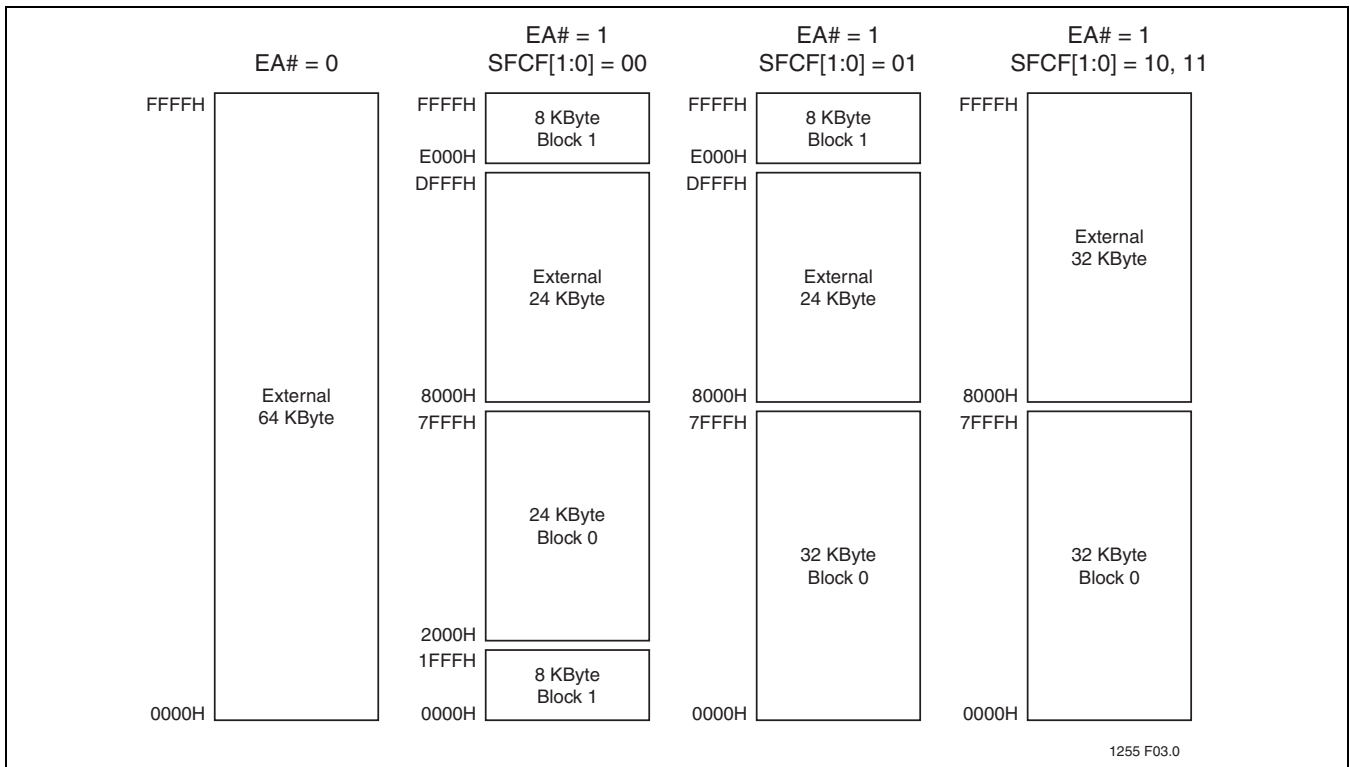 EA# = 0
FFFFH
External
64 KByte
0000H
EA# = 1
SFCF[1:0] = 00
FFFFH
8 KByte
Block 1
E000H
DFFFH
External
24 KByte
8000H
7FFFH
24 KByte
Block 0
2000H
1FFFH
8 KByte
Block 1
0000H
EA# = 1
SFCF[1:0] = 01
FFFFH
8 KByte
Block 1
E000H
DFFFH
External
24 KByte
8000H
7FFFH
32 KByte
Block 0
0000H
EA# = 1
SFCF[1:0] = 10, 11
FFFFH
External
32 KByte
8000H
7FFFH
32 KByte
Block 0
0000H
1255 F03.0